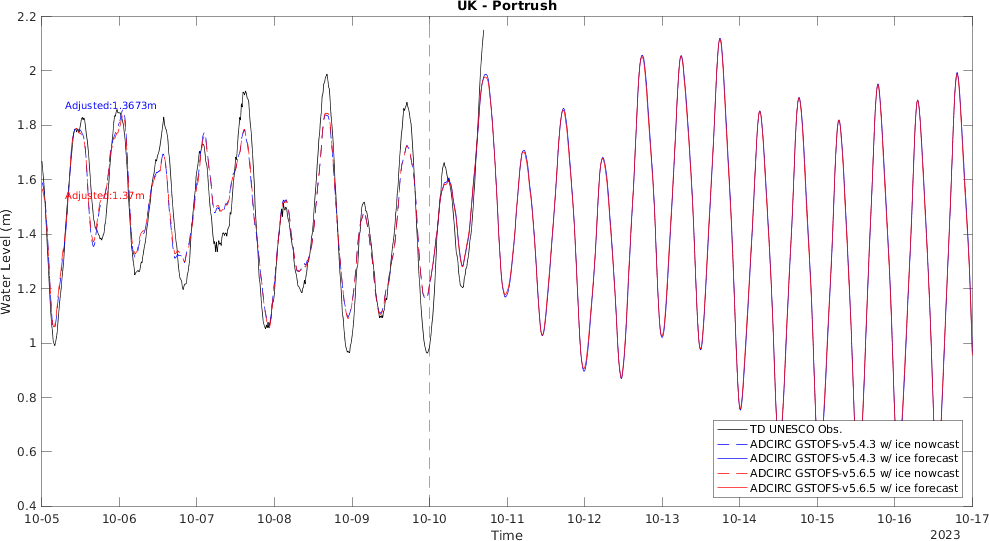 UK - Portrush
2.2
2
1.8
1.6
1.4
1.2
1
0.8
0.6
0.4
Water Level (m)
Adjusted:1.3673m
Adjusted:1.37m
TD UNESCO Obs.
ADCIRC GSTOFS-v5.4.3 w/ ice nowcast
ADCIRC GSTOFS-v5.4.3 w/ ice forecast
ADCIRC GSTOFS-v5.6.5 w/ ice nowcast
ADCIRC GSTOFS-v5.6.5 w/ ice forecast
10-05 10-06 10-07 10-08 10-09 10-10 10-11 10-12 10-13 10-14 10-15 10-16 10-17
Time
2023